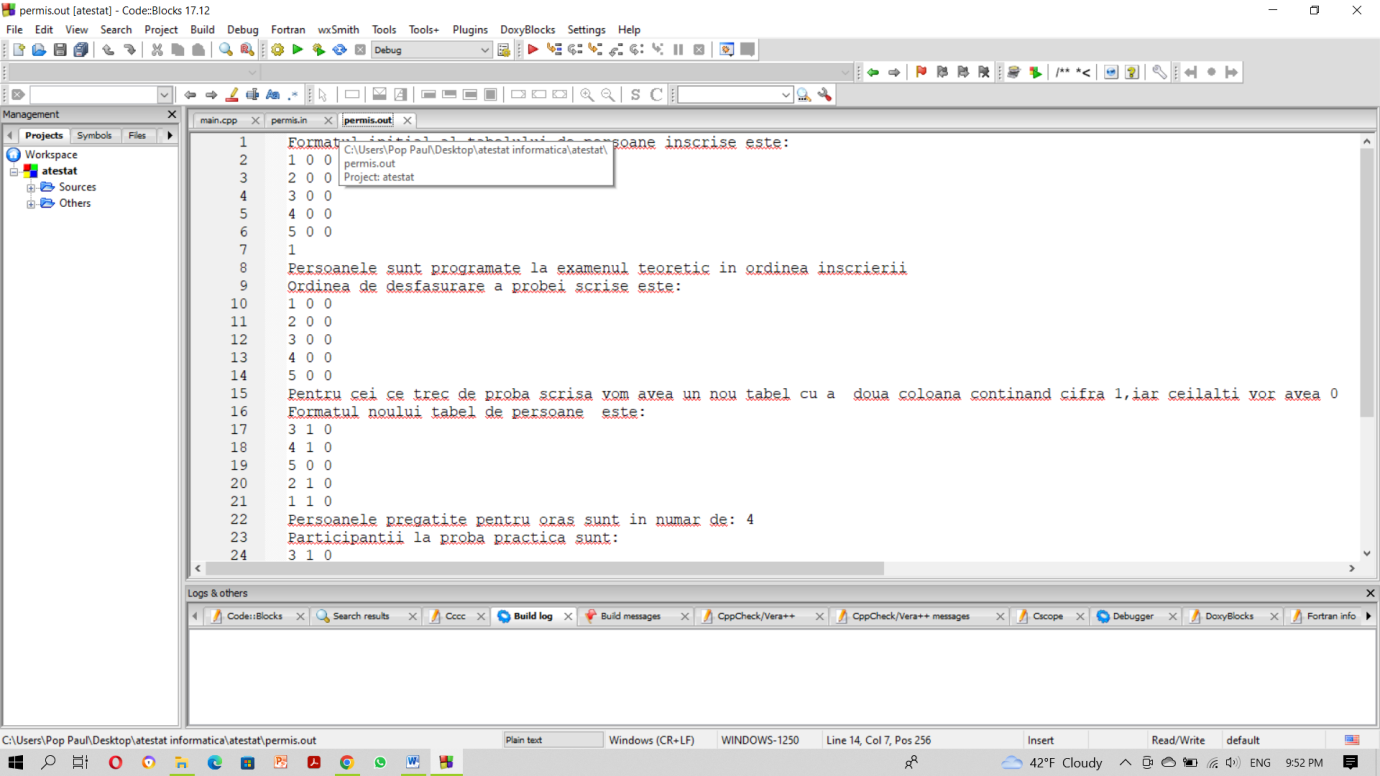 permis.out [atestat] - Code::Blocks 17.12
File Edit View Search Project Build Debug Fortran wxSmith Tools Tools+ Plugins DoxyBlocks Settings Help
Debug
/** *<
S C
Management
main.cpp permis.in permis.out
Projects Symbols Files
Workspace
atestat
Sources
Others
1 Formatul initial al tabelului de persoane inscrise este:
C:\Users\Pop Paul\Desktop\atestat informatica\atestat\
permis.out
Project: atestat
2 1 0 0
3 2 0 0
4 3 0 0
5 4 0 0
6 5 0 0
7 1
8 Persoanele sunt programate la examenul teoretic in ordinea inscrierii
9 Ordinea de desfasurare a probei scrise este:
10 1 0 0
11 2 0 0
12 3 0 0
13 4 0 0
14 5 0 0
15 Pentru cei ce trec de proba scrisa vom avea un nou tabel cu a  doua coloana continand cifra 1,iar ceilalti vor avea 0
16 Formatul noului tabel de persoane  este:
17 3 1 0
18 4 1 0
19 5 0 0
20 2 1 0
21 1 1 0
22 Persoanele pregatite pentru oras sunt in numar de: 4
23 Participantii la proba practica sunt:
24 3 1 0
Logs & others
Code::Blocks Search results Cccc Build log Build messages CppCheck/Vera++ CppCheck/Vera++ messages Cscope Debugger DoxyBlocks Fortran info
C:\Users\Pop Paul\Desktop\atestat informatica\atestat\permis.out Plain text Windows (CR+LF) WINDOWS-1250 Line 14, Col 7, Pos 256 Insert Read/Write default
42°F Cloudy ENG 9:52 PM